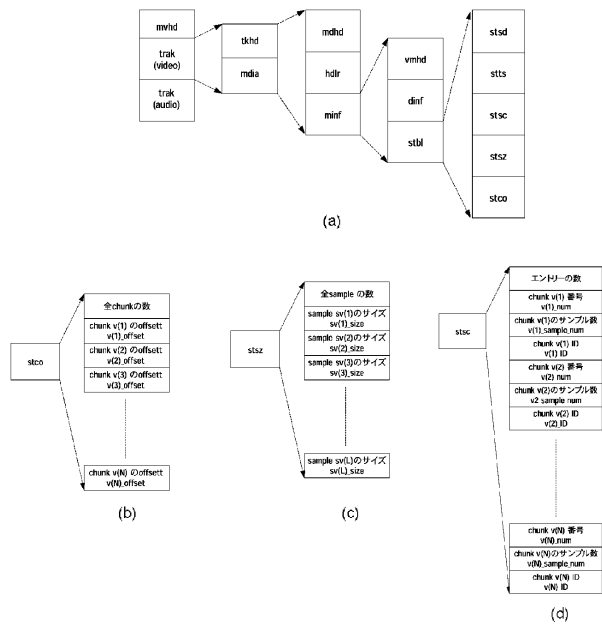 mvhd
trak
(video)
trak
(audio)
tkhd
mdia
mdhd
hdlr
minf
vmhd
dinf
stbl
stsd
stts
stsc
stsz
stco
(a)
stco
全chunkの数
chunk v(1) のoffsett
v(1)_offset
chunk v(2) のoffsett
v(2)_offset
chunk v(3) のoffsett
v(3)_offset
chunk v(N) のoffsett
v(N)_offset
(b)
stsz
全sample の数
sample sv(1)のサイズ
sv(1)_size
sample sv(2)のサイズ
sv(2)_size
sample sv(3)のサイズ
sv(3)_size
sample sv(L)のサイズ
sv(L)_size
(c)
stsc
エントリーの数
chunk v(1) 番号
v(1)_num
chunk v(1)のサンプル数
v(1)_sample_num
chunk v(1) ID
v(1)_ID
chunk v(2) 番号
v(2)_num
chunk v(2)のサンプル数
v2_sample_num
chunk v(2) ID
v(2)_ID
chunk v(N) 番号
v(N)_num
chunk v(N)のサンプル数
v(N)_sample_num
chunk v(N) ID
v(N)_ID
(d)